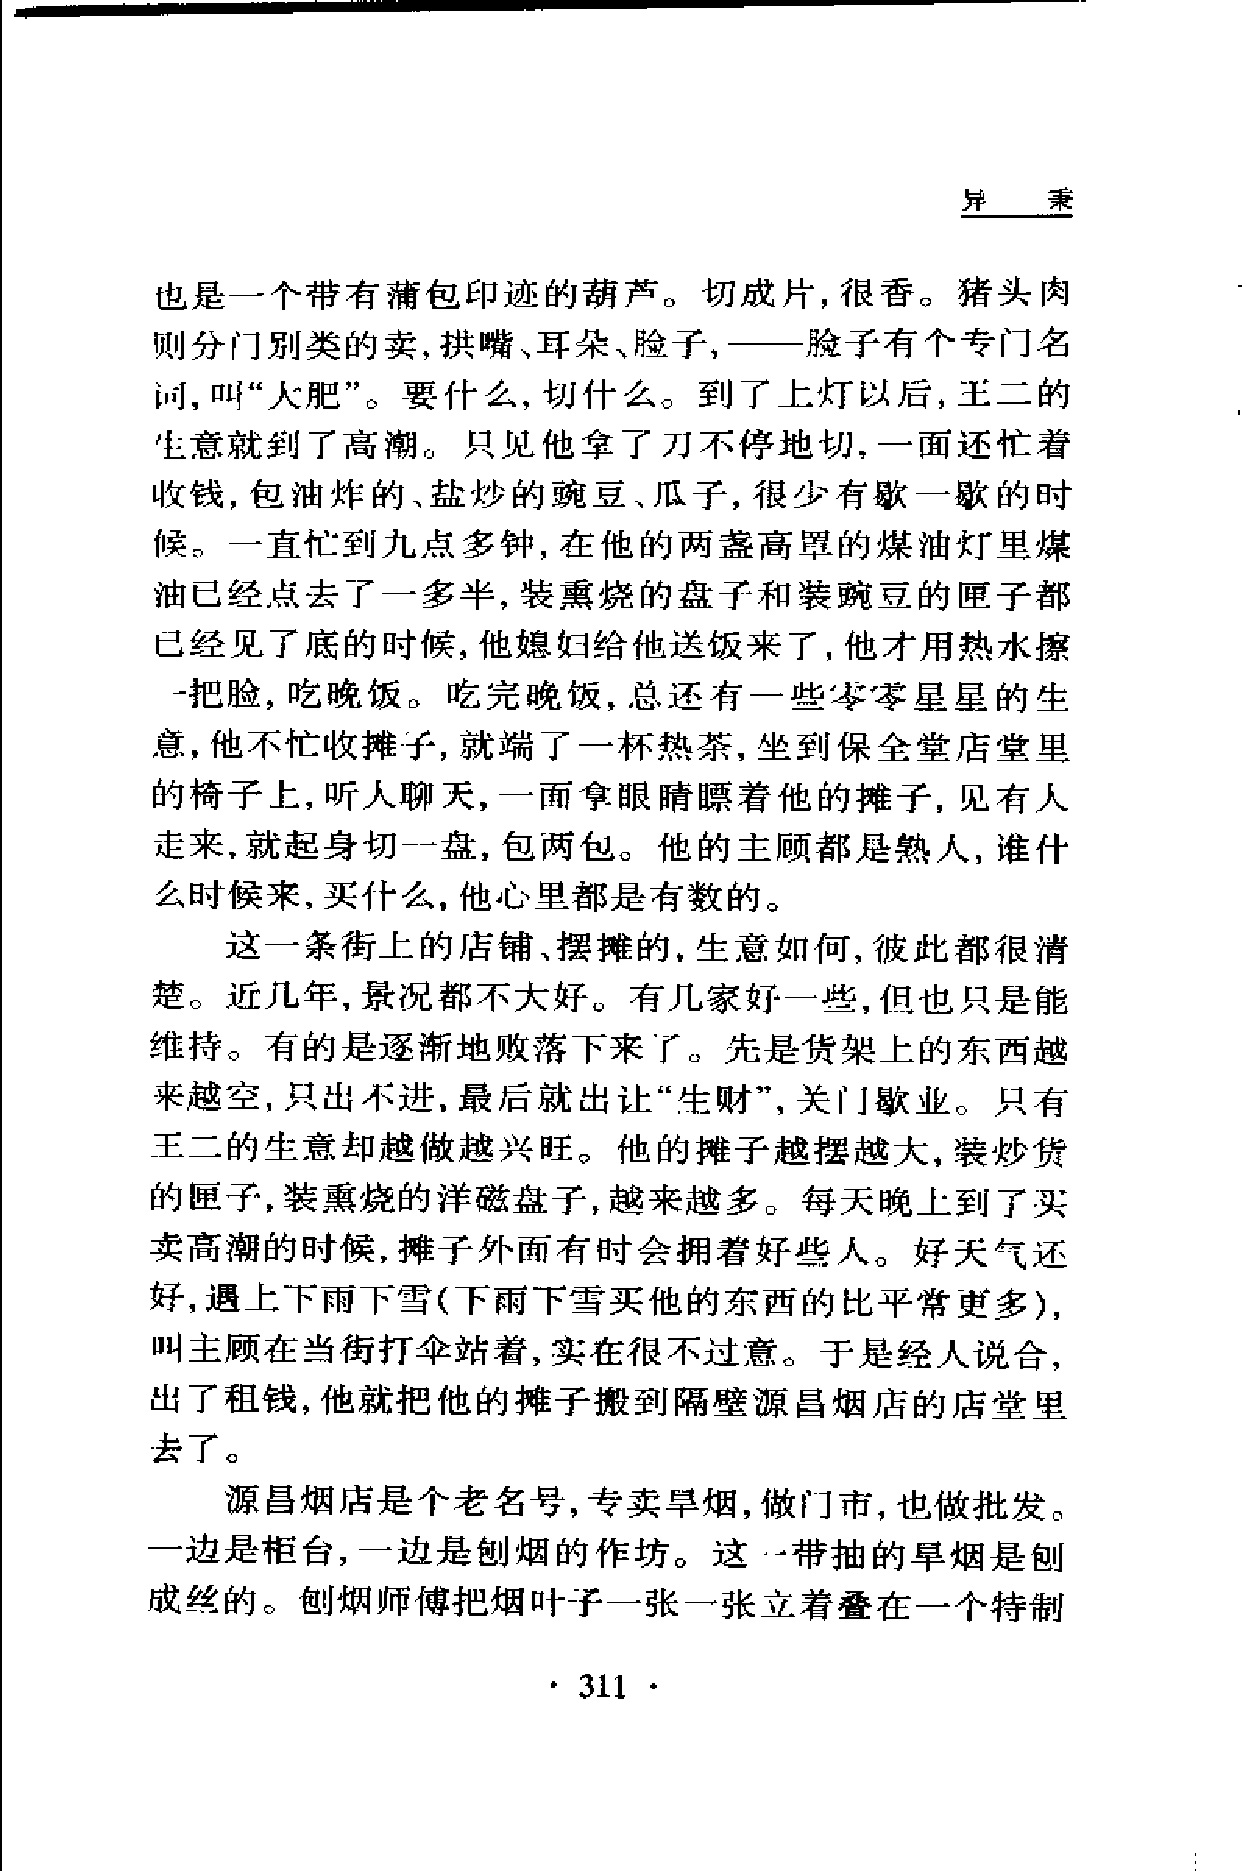 异 秉
也是一个带有蒲包印迹的葫芦。切成片,很香。猪头肉
则分门别类的卖,拱嘴、耳朵、脸子,——脸子有个专门名
词,叫“大肥”。要什么,切什么。到了上灯以后,王二的
生意就到了高潮。只见他拿了刀不停地切,一面还忙着
收钱,包油炸的、盐炒的豌豆、瓜子,很少有歇一歇的时
候。一直忙到九点多钟,在他的两盏高罩的煤油灯里煤
油已经点去了一多半,装熏烧的盘子和装豌豆的匣子都
已经见了底的时候,他媳妇给他送饭来了,他才用热水擦
一把脸,吃晚饭。吃完晚饭,总还有一些零零星星的生
意,他不忙收摊子,就端了一杯热茶,坐到保全堂店堂里
的椅子上,听人聊天,一面拿眼睛瞟着他的摊子,见有人
走来,就起身切一盘,包两包。他的主顾都是熟人,谁什
么时候来,买什么,他心里都是有数的。
这一条街上的店铺、摆摊的,生意如何,彼此都很清
楚。近几年,景况都不大好。有几家好一些,但也只是能
维持。有的是逐渐地败落下来了。先是货架上的东西越
来越空,只出不进,最后就出让“生财”,关门歇业。只有
王二的生意却越做越兴旺。他的摊子越摆越大,装炒货
的匣子,装熏烧的洋磁盘子,越来越多。每天晚上到了买
卖高潮的时候,摊子外面有时会拥着好些人。好天气还
好,遇上下雨下雪(下雨下雪买他的东西的比平常更多),
叫主顾在当街打伞站着,实在很不过意。于是经人说合,
出了租钱,他就把他的摊子搬到隔壁源昌烟店的店堂里
去了。
源昌烟店是个老名号,专卖旱烟,做门市,也做批发。
一边是柜台,一边是刨烟的作坊。这一带抽的旱烟是刨
成丝的。刨烟师傅把烟叶子一张一张立着叠在一个特制
· 311 ·